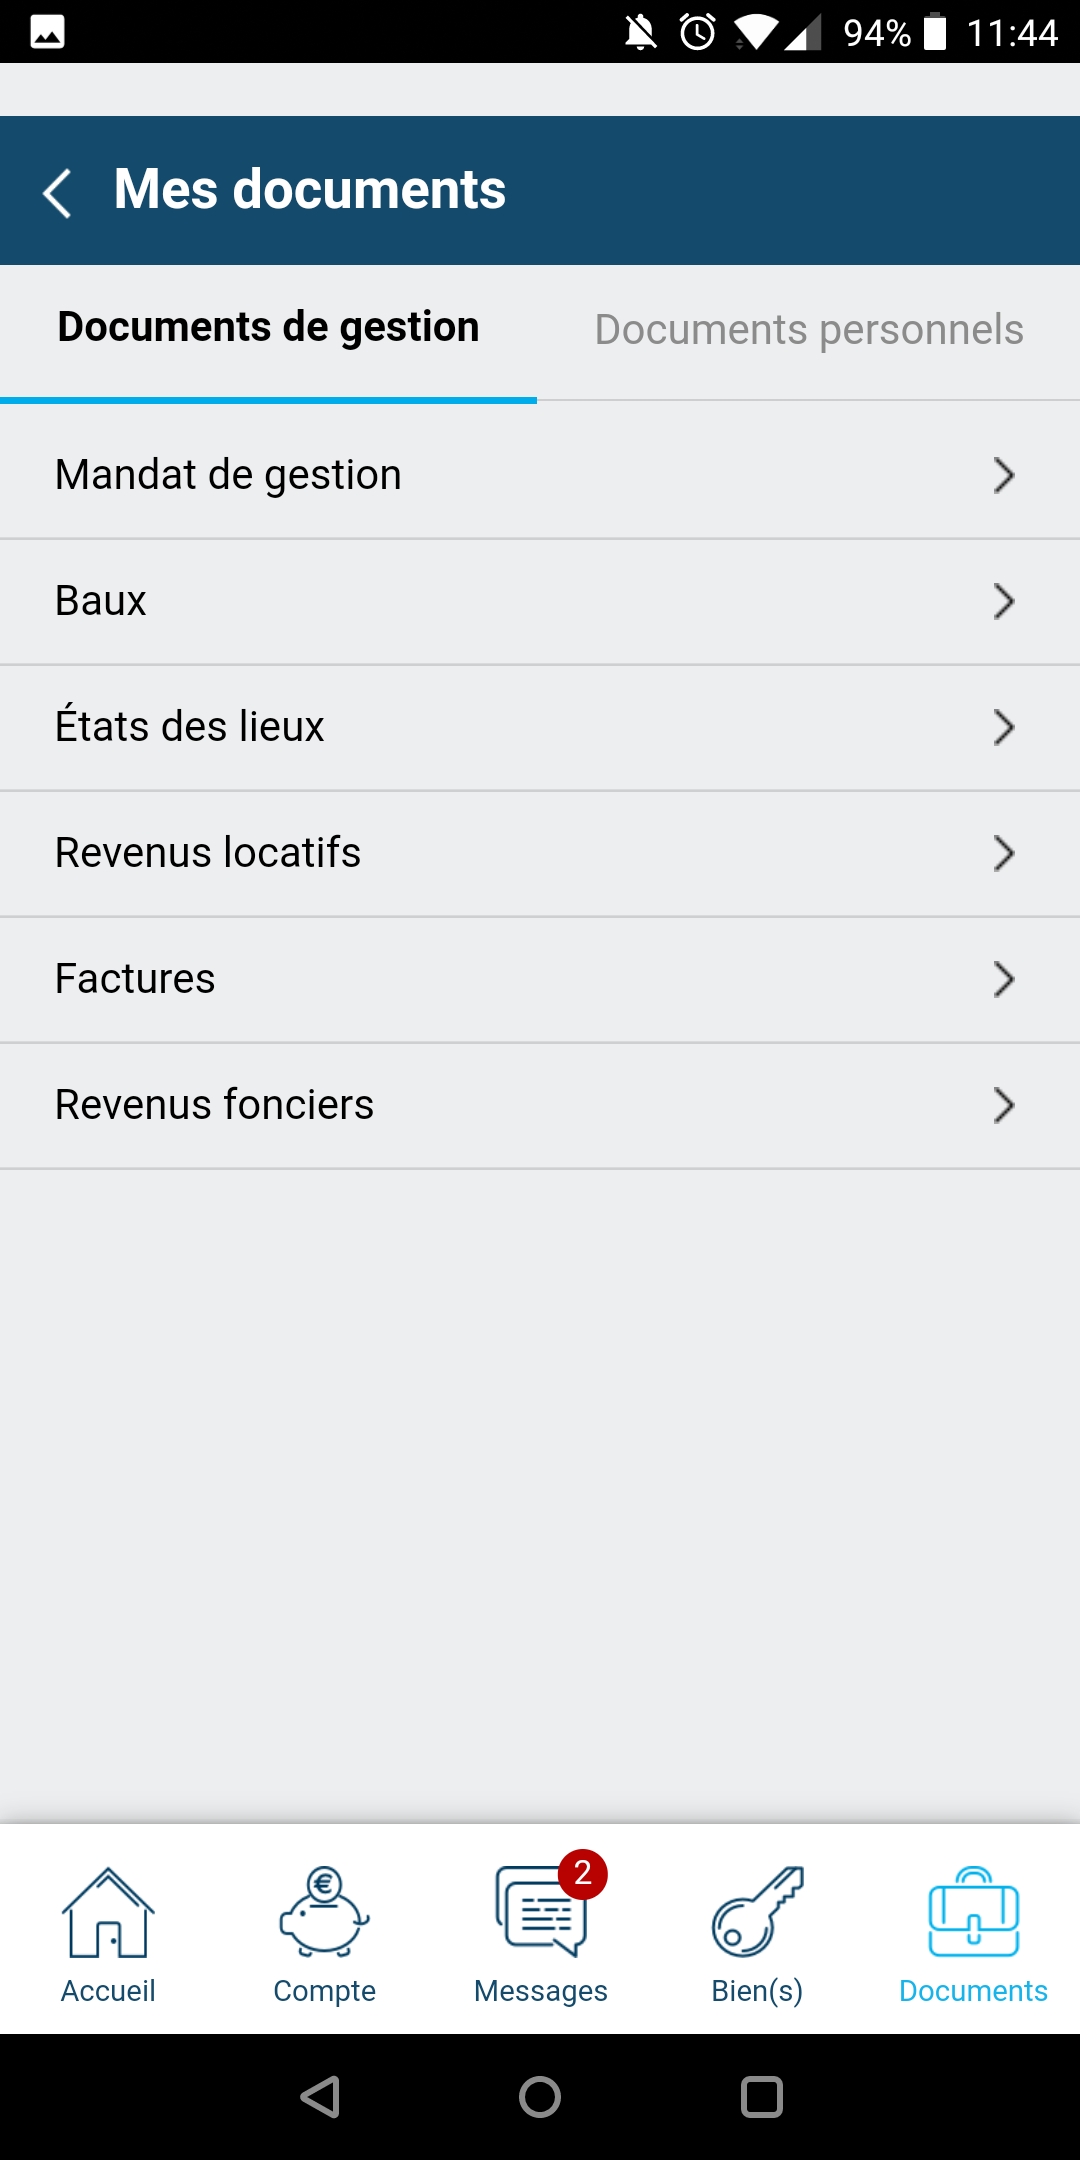 94% 11:44
Mes documents
Documents de gestion Documents personnels
Mandat de gestion
Baux
États des lieux
Revenus locatifs
Factures
Revenus fonciers
2
Accueil Compte Messages Bien(s) Documents